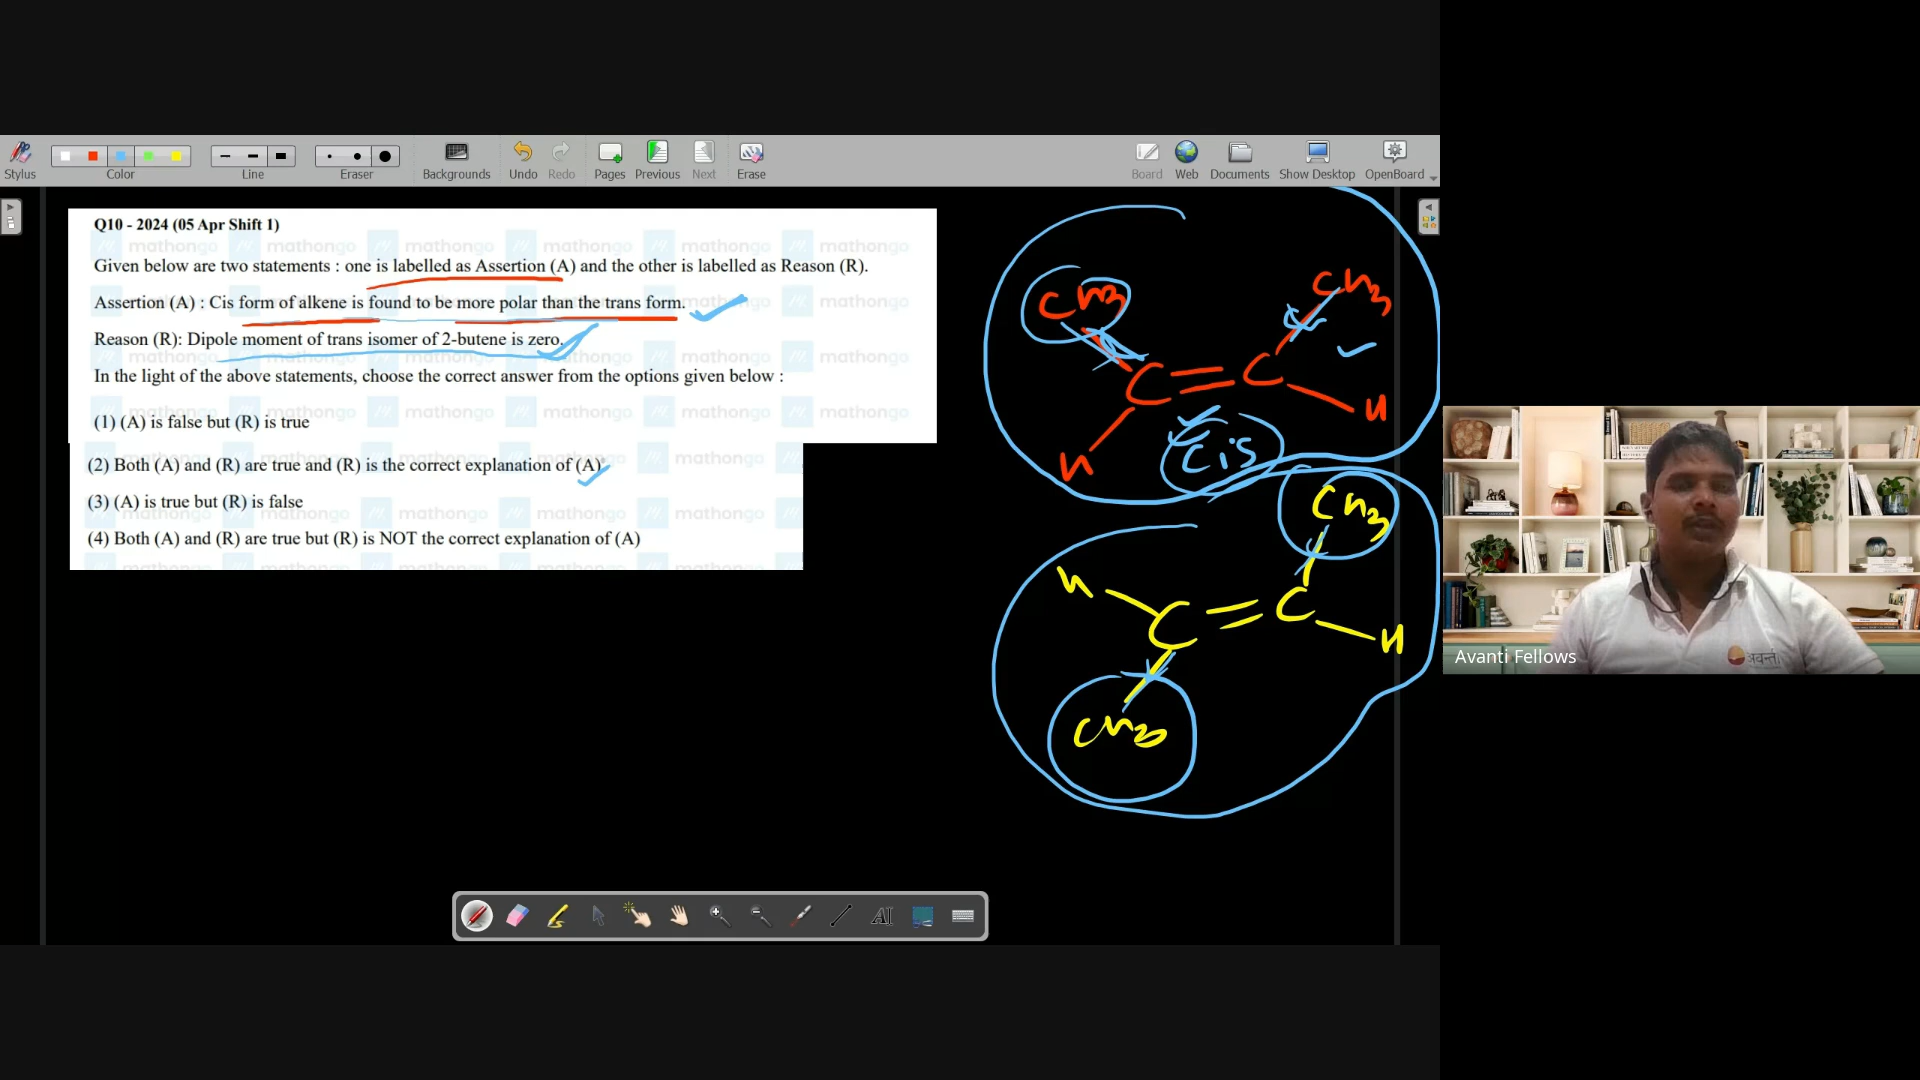 Stylus
Color
Line
Eraser
Backgrounds
Undo
Redo
Pages
Previous
Next
Erase
Board
Web
Documents
Show Desktop
OpenBoard
Q10 - 2024 (05 Apr Shift 1)
Given below are two statements : one is labelled as Assertion (A) and the other is labelled as Reason (R).
Assertion (A) : Cis form of alkene is found to be more polar than the trans form.
Reason (R): Dipole moment of trans isomer of 2-butene is zero.
In the light of the above statements, choose the correct answer from the options given below :
(1) (A) is false but (R) is true
(2) Both (A) and (R) are true and (R) is the correct explanation of (A)
(3) (A) is true but (R) is false
(4) Both (A) and (R) are true but (R) is NOT the correct explanation of (A)
mathongo
CH3 CH3
C=C
H H
Cis
CH3
H
C=C
H
CH3
Avanti Fellows
अवन्ती
AI